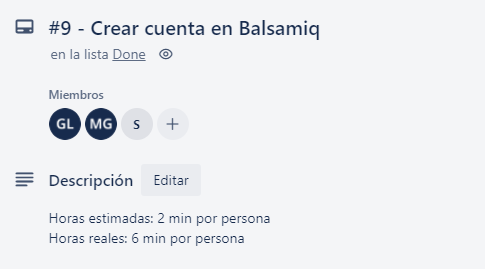 #9 - Crear cuenta en Balsamiq
en la lista Done
Miembros
GL MG S +
Descripción Editar
Horas estimadas: 2 min por persona
Horas reales: 6 min por persona